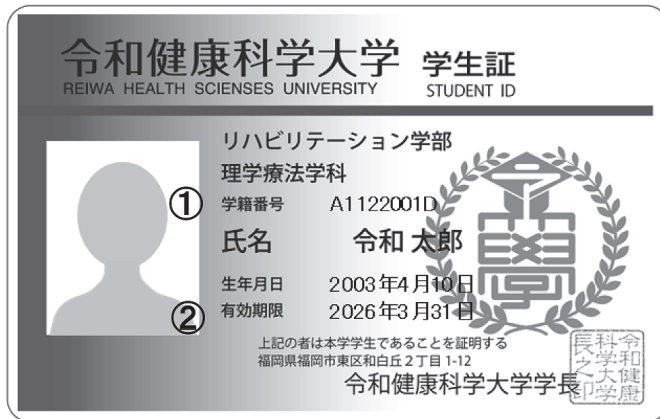 令和健康科学大学 学生証
REIWA HEALTH SCIENSES UNIVERSITY STUDENT ID
リハビリテーション学部
理学療法学科
① 学籍番号 A1122001D
氏名 令和 太郎
生年月日 2003年4月10日
② 有効期限 2026年3月31日
上記の者は本学学生であることを証明する
福岡県福岡市東区和白丘2丁目1-12
令和健康科学大学学長
令和健康
科学大学
長之印